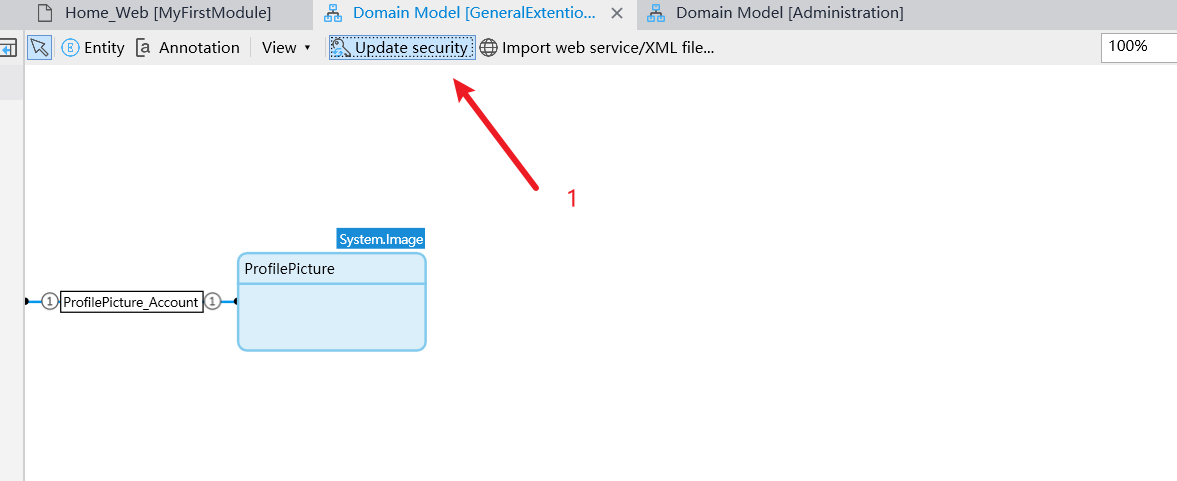 Home_Web [MyFirstModule]
Domain Model [GeneralExtentio...
Domain Model [Administration]
Entity
Annotation
View
Update security
Import web service/XML file...
100%
1
System.Image
ProfilePicture
1
ProfilePicture_Account
1